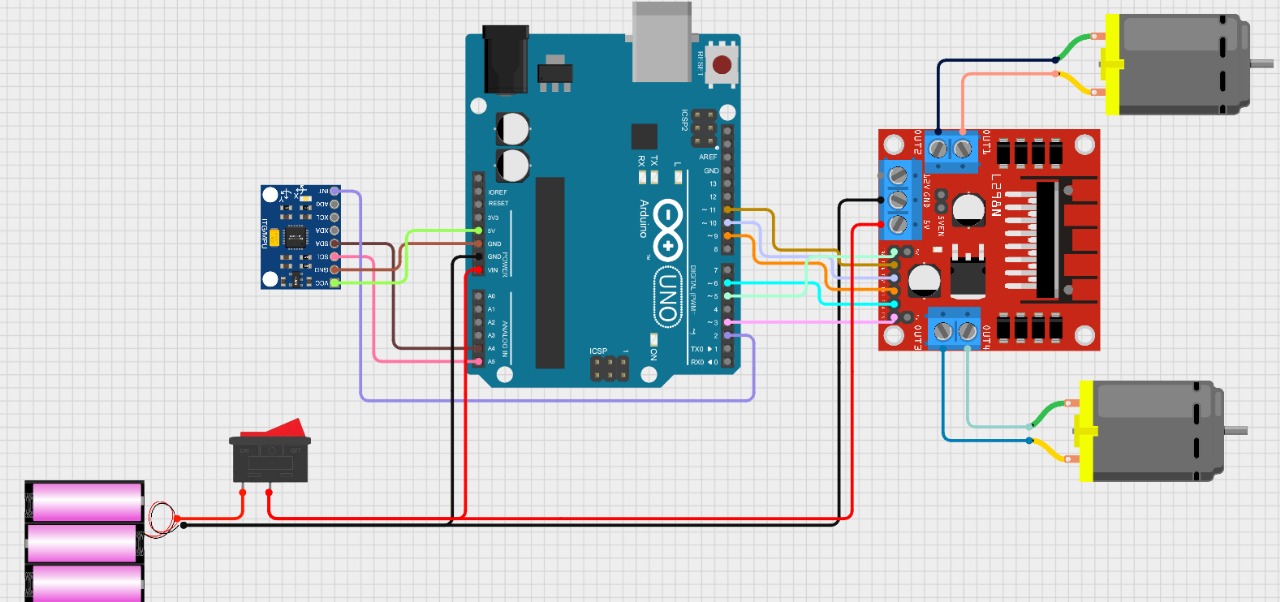 INT
AD0
XCL
XDA
SDA
SCL
GND
VCC
ITG/MPU
X
Y
RESET
ICSP2
RX
TX
L
AREF
GND
13
12
~ 11
~ 10
~ 9
8
7
~ 6
~ 5
4
~ 3
2
TX0 ▶ 1
RX0 ◀ 0
DIGITAL (PWM~)
IOREF
RESET
3V3
5V
GND
GND
VIN
POWER
A0
A1
A2
A3
A4
A5
ANALOG IN
Arduino
™
UNO
ICSP
1
ON
OUT2
OUT1
12V
GND
5V
5VEN
L298N
OUT3
OUT4